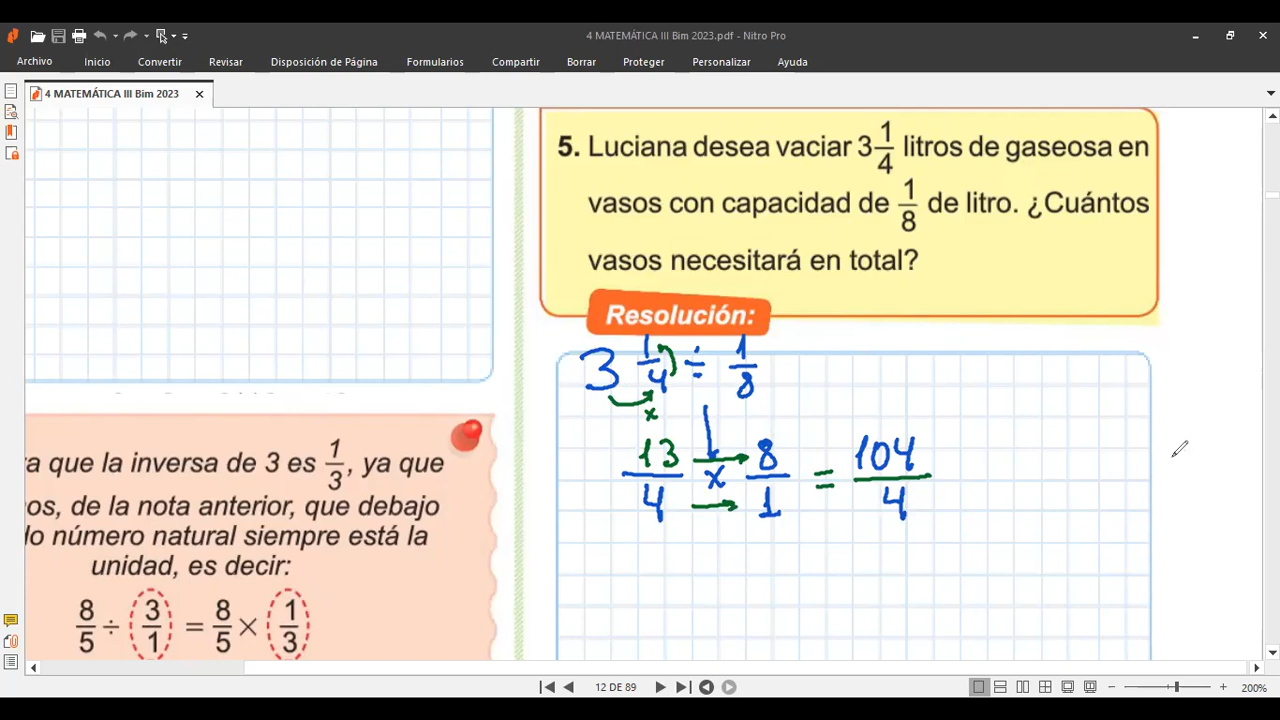 4 MATEMÁTICA III Bim 2023.pdf - Nitro Pro
Archivo Inicio Convertir Revisar Disposición de Página Formularios Compartir Borrar Proteger Personalizar Ayuda
4 MATEMÁTICA III Bim 2023
5. Luciana desea vaciar 3 1/4 litros de gaseosa en
vasos con capacidad de 1/8 de litro. ¿Cuántos
vasos necesitará en total?
Resolución:
3 1/4 ÷ 1/8
x
13/4 x 8/1 = 104/4
que la inversa de 3 es 1/3, ya que
de la nota anterior, que debajo
número natural siempre está la
unidad, es decir:
8/5 ÷ 3/1 = 8/5 × 1/3
12 DE 89
200%